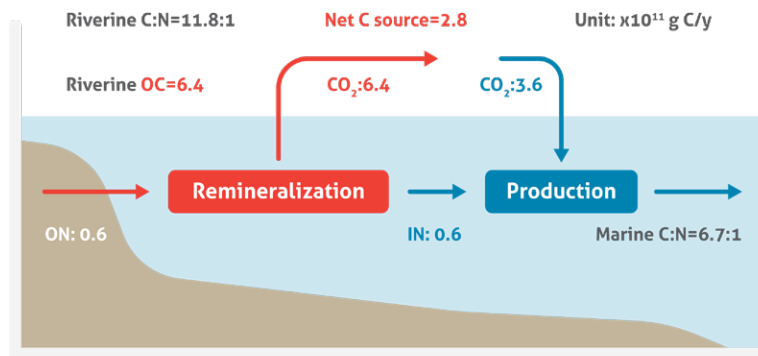 Riverine C:N=11.8:1
Net C source=2.8
Unit: x10¹¹ g C/y
Riverine OC=6.4
CO₂:6.4
CO₂:3.6
Remineralization
Production
ON: 0.6
IN: 0.6
Marine C:N=6.7:1